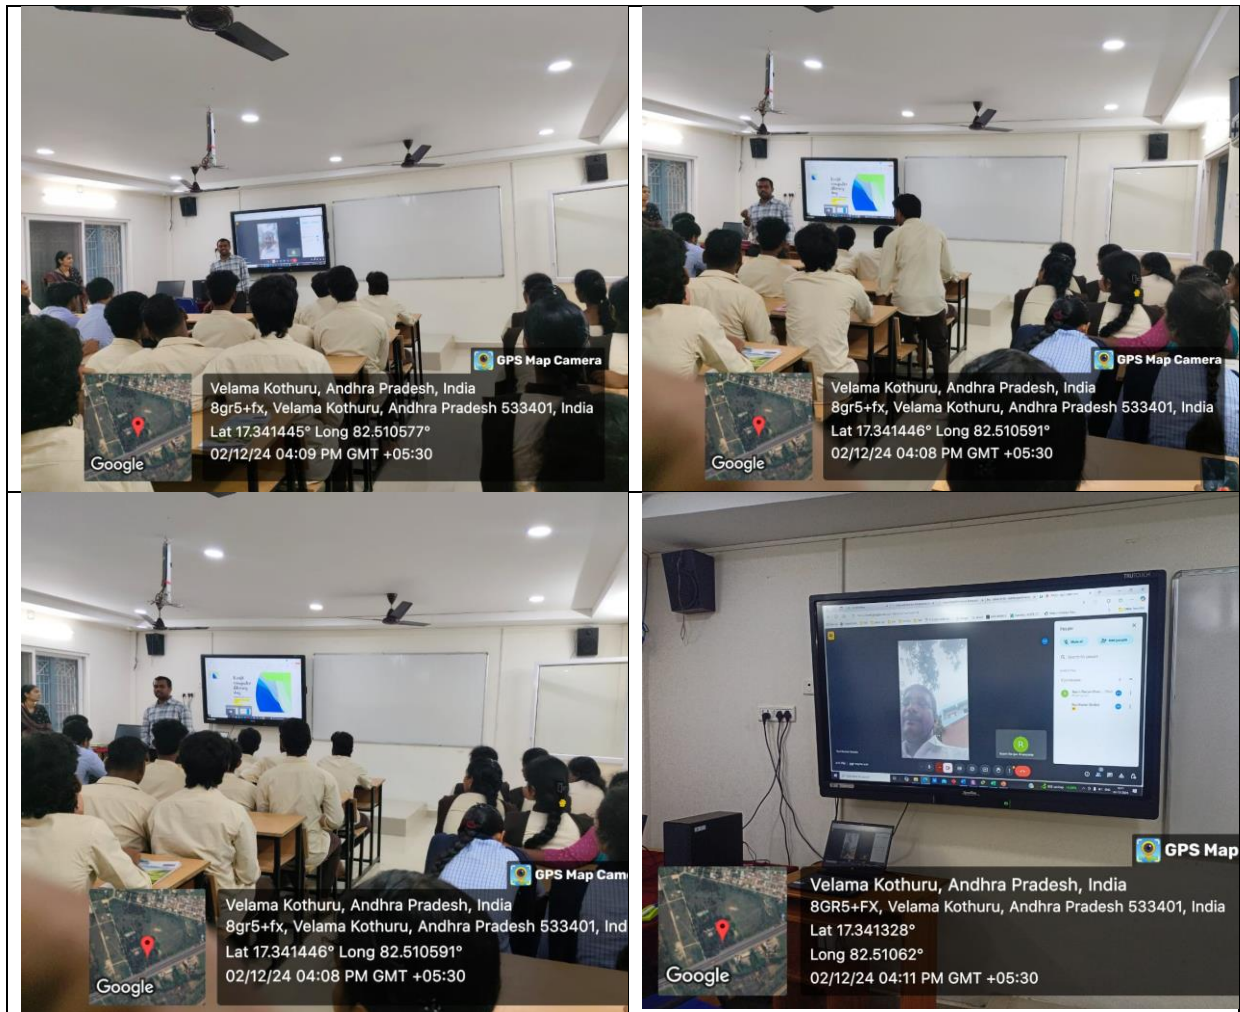 GPS Map Camera
Velama Kothuru, Andhra Pradesh, India
8gr5+fx, Velama Kothuru, Andhra Pradesh 533401, India
Lat 17.341445° Long 82.510577°
02/12/24 04:09 PM GMT +05:30
Google
GPS Map Camera
Velama Kothuru, Andhra Pradesh, India
8gr5+fx, Velama Kothuru, Andhra Pradesh 533401, India
Lat 17.341446° Long 82.510591°
02/12/24 04:08 PM GMT +05:30
Google
GPS Map Cam
Velama Kothuru, Andhra Pradesh, India
8gr5+fx, Velama Kothuru, Andhra Pradesh 533401, Ind
Lat 17.341446° Long 82.510591°
02/12/24 04:08 PM GMT +05:30
Google
People
GPS Map
Velama Kothuru, Andhra Pradesh, India
8GR5+FX, Velama Kothuru, Andhra Pradesh 533401, India
Lat 17.341328°
Long 82.51062°
02/12/24 04:11 PM GMT +05:30
Google